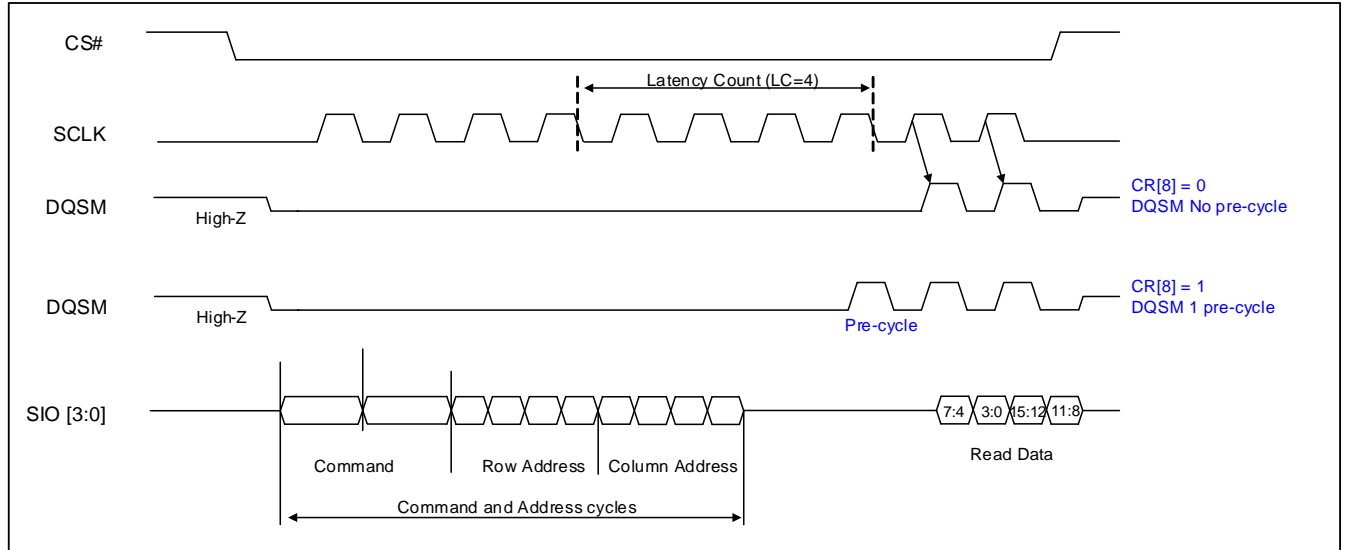 CS#
Latency Count (LC=4)
SCLK
DQSM
High-Z
CR[8] = 0
DQSM No pre-cycle
DQSM
High-Z
Pre-cycle
CR[8] = 1
DQSM 1 pre-cycle
SIO [3:0]
7:4 3:0 15:12 11:8
Command Row Address Column Address Read Data
Command and Address cycles